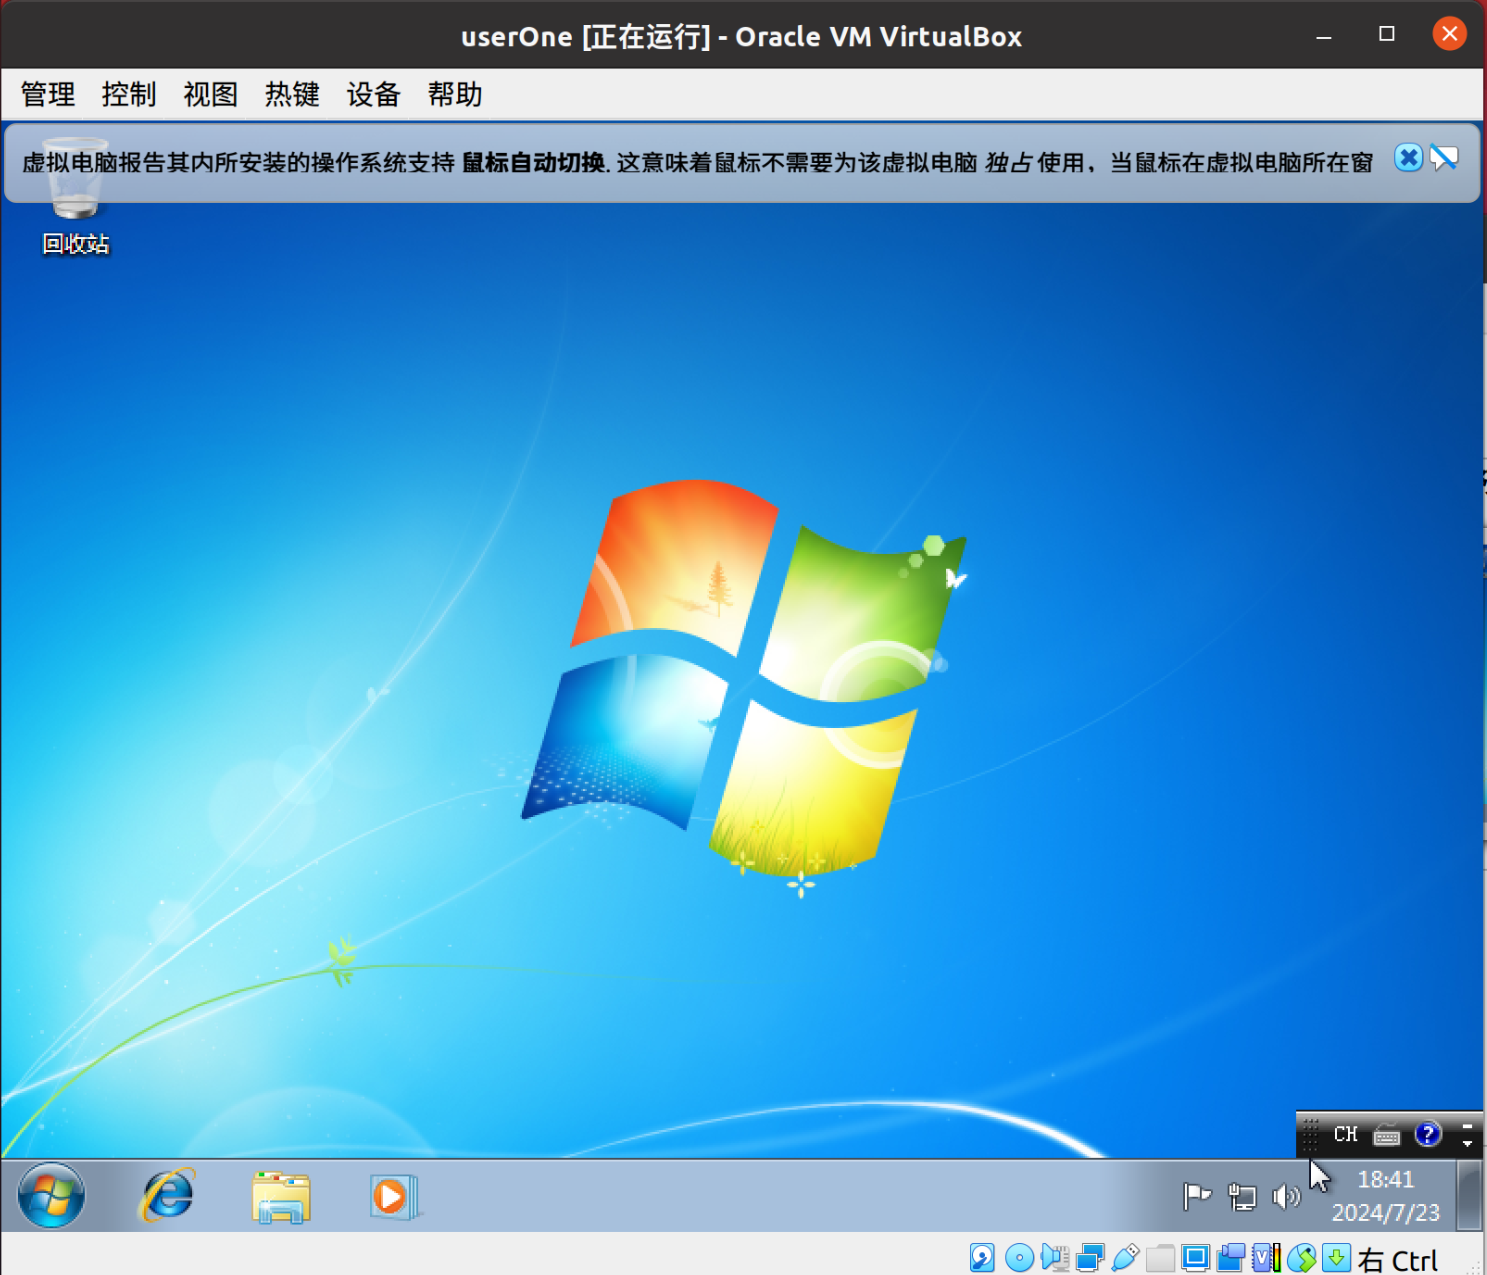 userOne [正在运行] - Oracle VM VirtualBox
管理 控制 视图 热键 设备 帮助
虚拟电脑报告其内所安装的操作系统支持 鼠标自动切换. 这意味着鼠标不需要为该虚拟电脑 独占 使用，当鼠标在虚拟电脑所在窗
回收站
CH
18:41
2024/7/23
右 Ctrl